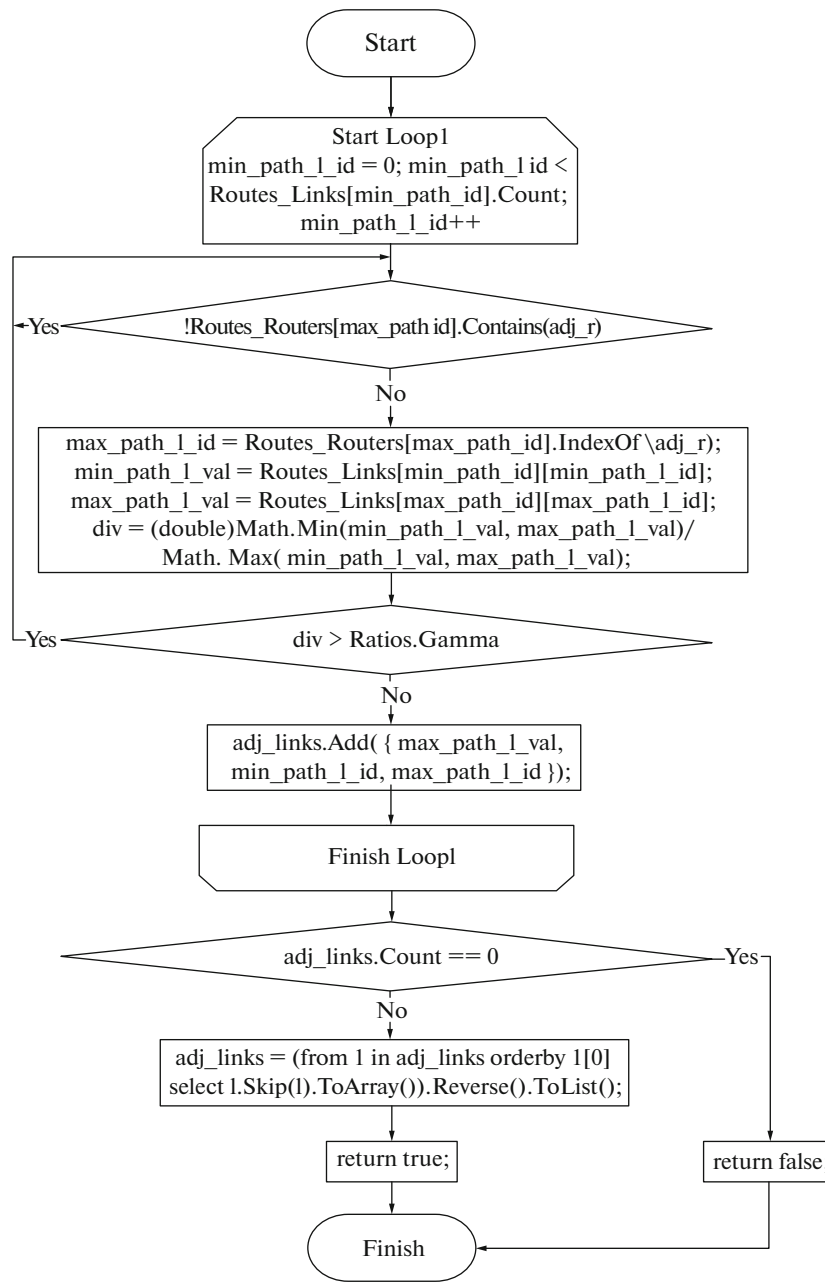 Start
Start Loop1
min_path_l_id = 0; min_path_l id <
Routes_Links[min_path_id].Count;
min_path_l_id++
Yes
!Routes_Routers[max_path id].Contains(adj_r)
No
max_path_l_id = Routes_Routers[max_path_id].IndexOf \adj_r);
min_path_l_val = Routes_Links[min_path_id][min_path_l_id];
max_path_l_val = Routes_Links[max_path_id][max_path_l_id];
div = (double)Math.Min(min_path_l_val, max_path_l_val)/
Math. Max( min_path_l_val, max_path_l_val);
Yes
div > Ratios.Gamma
No
adj_links.Add( { max_path_l_val,
min_path_l_id, max_path_l_id });
Finish Loopl
adj_links.Count == 0
Yes
No
adj_links = (from 1 in adj_links orderby 1[0]
select l.Skip(l).ToArray()).Reverse().ToList();
return true;
return false
Finish